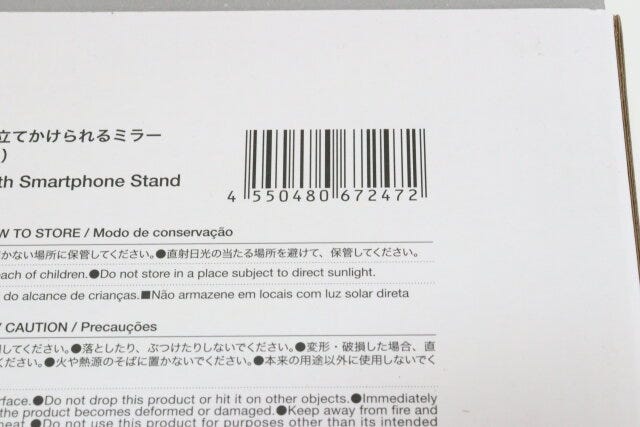 立てかけられるミラー
)
th Smartphone Stand
4 550480 672472
W TO STORE / Modo de conservação
かない場所に保管してください。●直射日光の当たる場所を避けて、保管してください。
each of children.●Do not store in a place subject to direct sunlight.
do alcance de crianças.■Não armazene em locais com luz solar direta
/ CAUTION / Precauções
してください。●落としたり、ぶつけたりしないでください。●変形・破損した場合、直
ください。●火や熱源のそばに置かないでください。●本来の用途以外に使用しないでく
rface.●Do not drop this product or hit it on other objects.●Immediately
the product becomes deformed or damaged.●Keep away from fire and
heat.●Do not use this product for purposes other than its intended